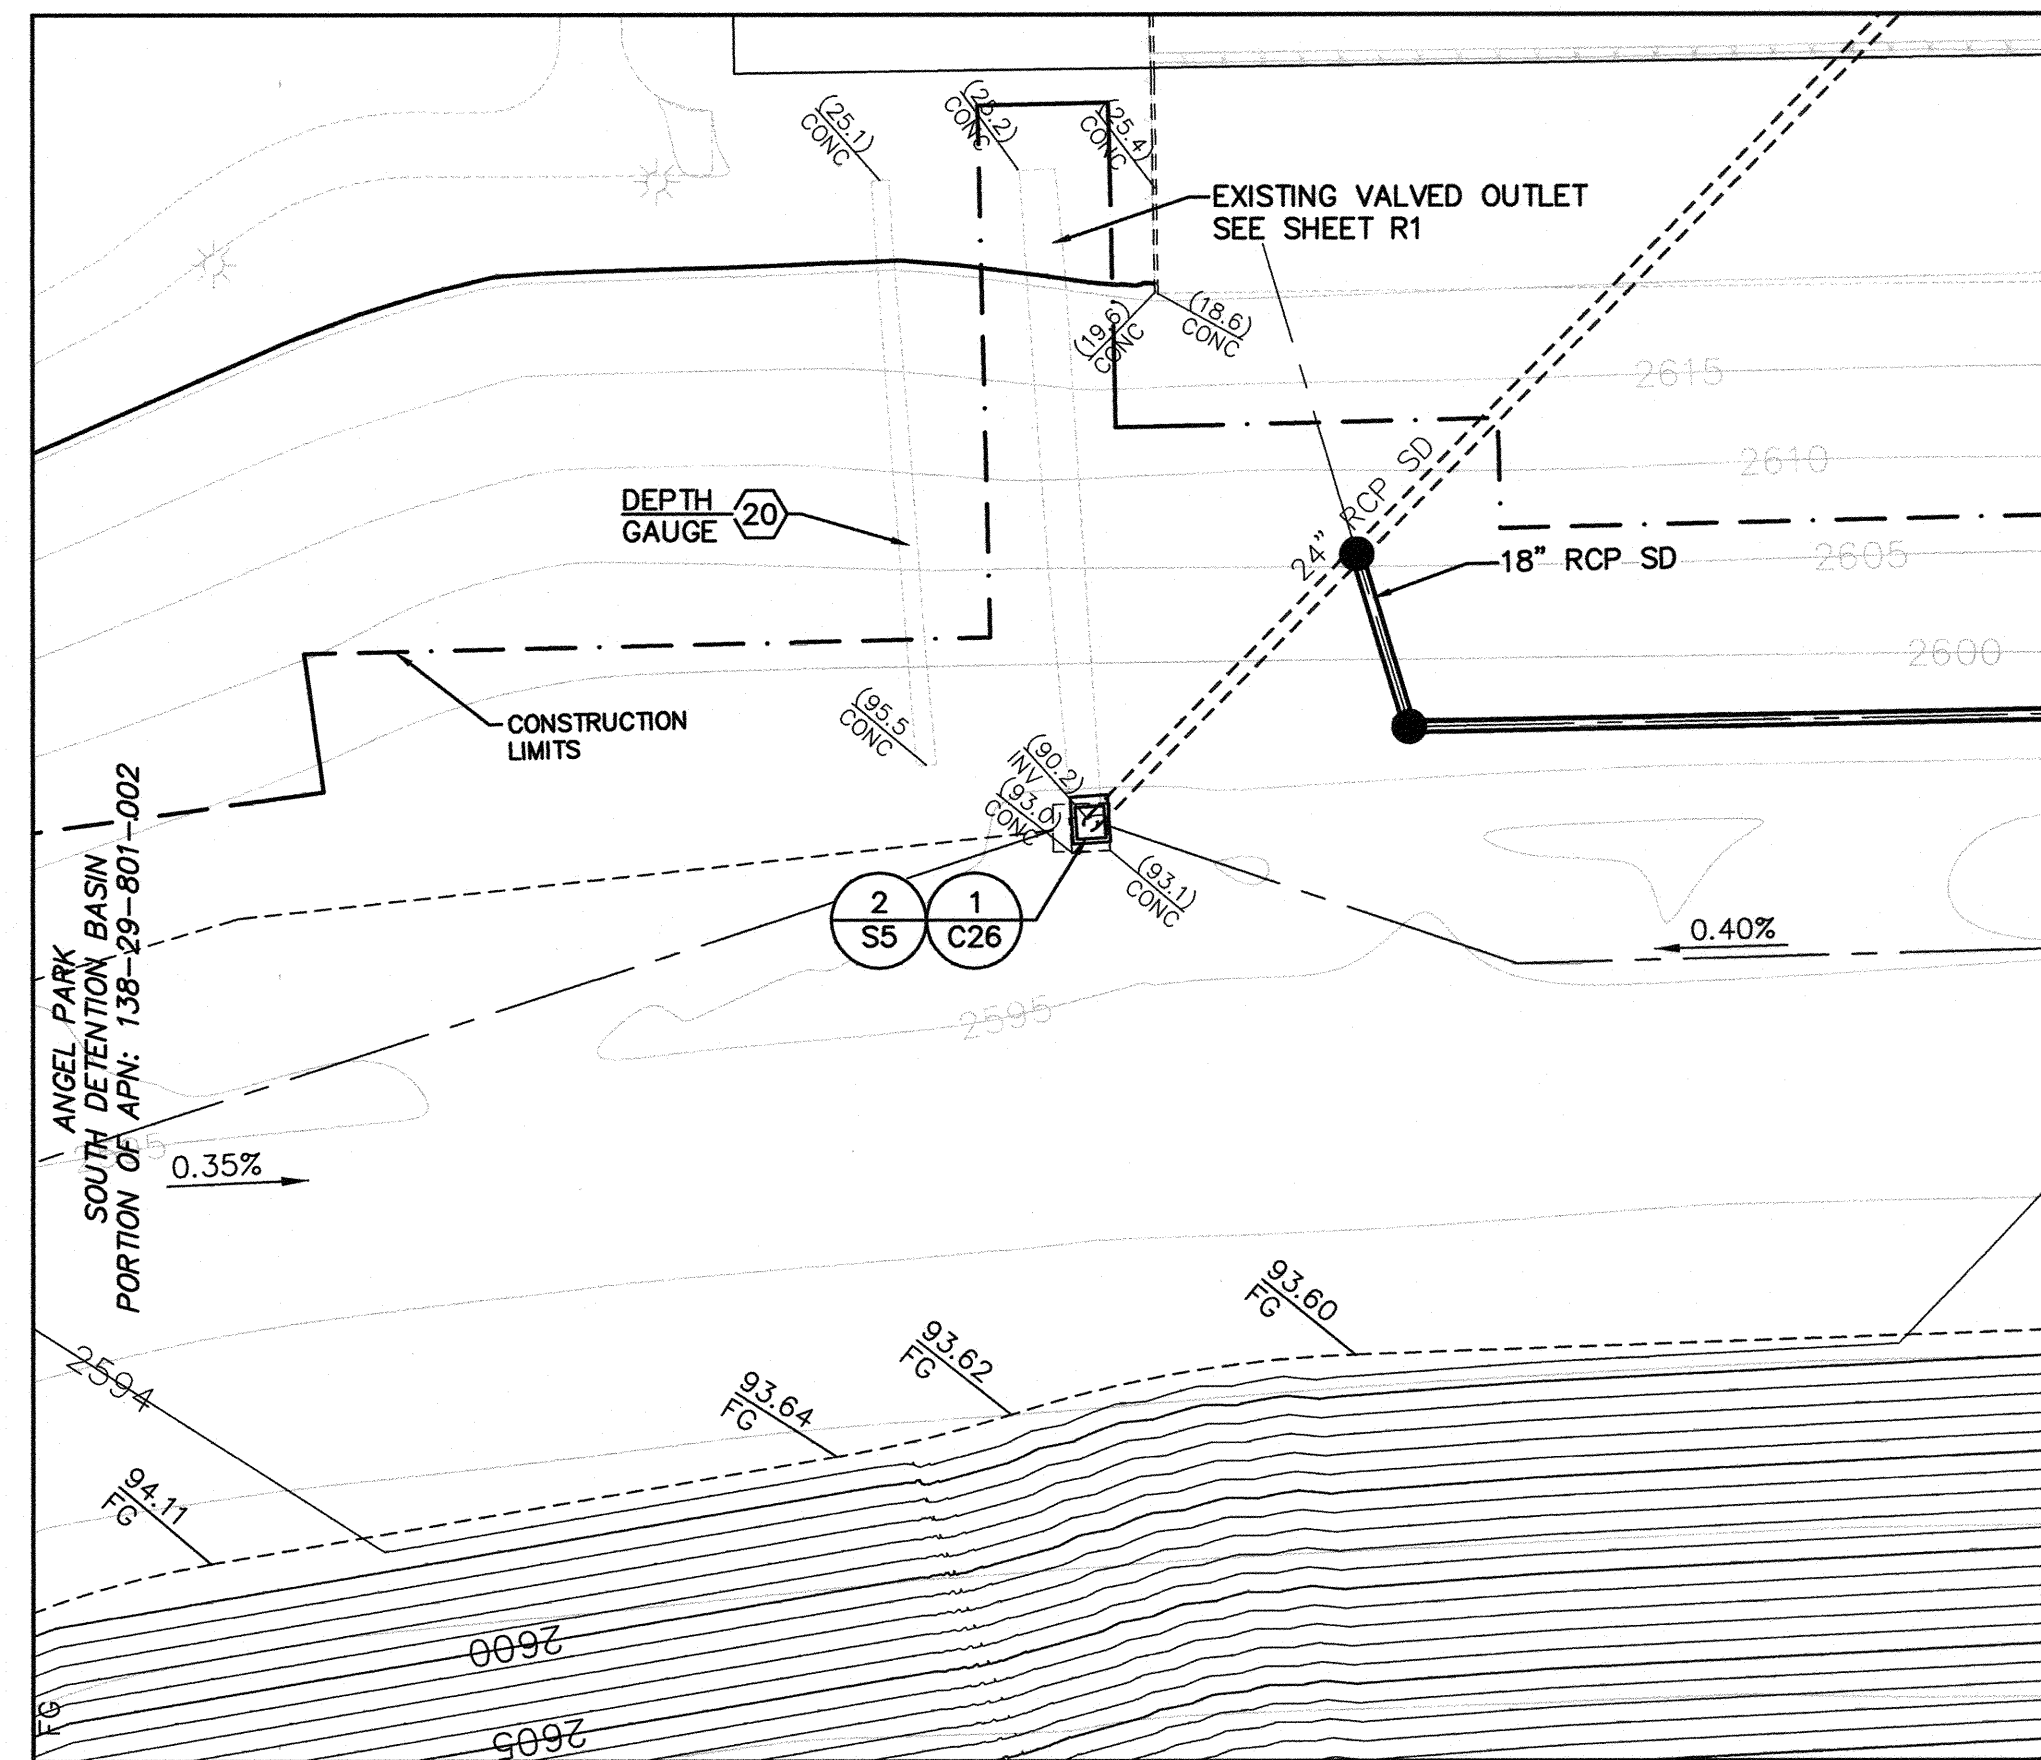 (25.1)
CONC
(25.2)
CONC
(25.4)
CONC
EXISTING VALVED OUTLET
SEE SHEET R1
(19.6)
CONC
(18.6)
CONC
2615
2610
24" RCP SD
DEPTH
GAUGE
20
18" RCP SD
2605
2600
CONSTRUCTION
LIMITS
(95.5
CONC
(90.2)
INV
(93.0)
CONC
(93.1)
CONC
2
S5
1
C26
0.40%
2595
ANGEL PARK
SOUTH DETENTION BASIN
PORTION OF APN: 138-29-801-002
2595
0.35%
93.60
FG
93.62
FG
93.64
FG
2594
94.11
FG
2600
FG
2605